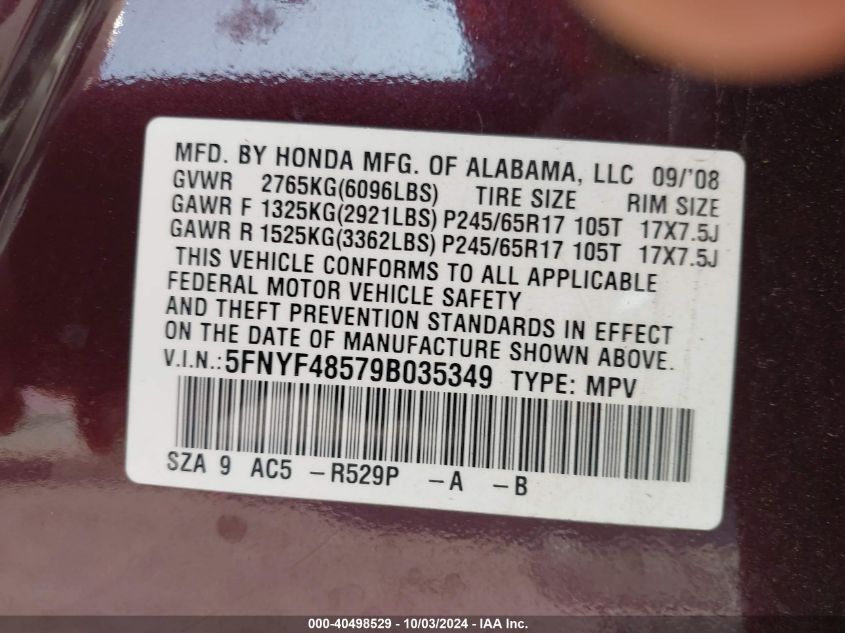 MFD. BY HONDA MFG. OF ALABAMA, LLC 09/'08
GVWR 2765KG(6096LBS) TIRE SIZE RIM SIZE
GAWR F 1325KG(2921LBS) P245/65R17 105T 17X7.5J
GAWR R 1525KG(3362LBS) P245/65R17 105T 17X7.5J
THIS VEHICLE CONFORMS TO ALL APPLICABLE
FEDERAL MOTOR VEHICLE SAFETY
AND THEFT PREVENTION STANDARDS IN EFFECT
ON THE DATE OF MANUFACTURE SHOWN ABOVE.
V.I.N.: 5FNYF48579B035349 TYPE: MPV
SZA 9 AC5 -R529P -A -B
000-40498529 - 10/03/2024 - IAA Inc.